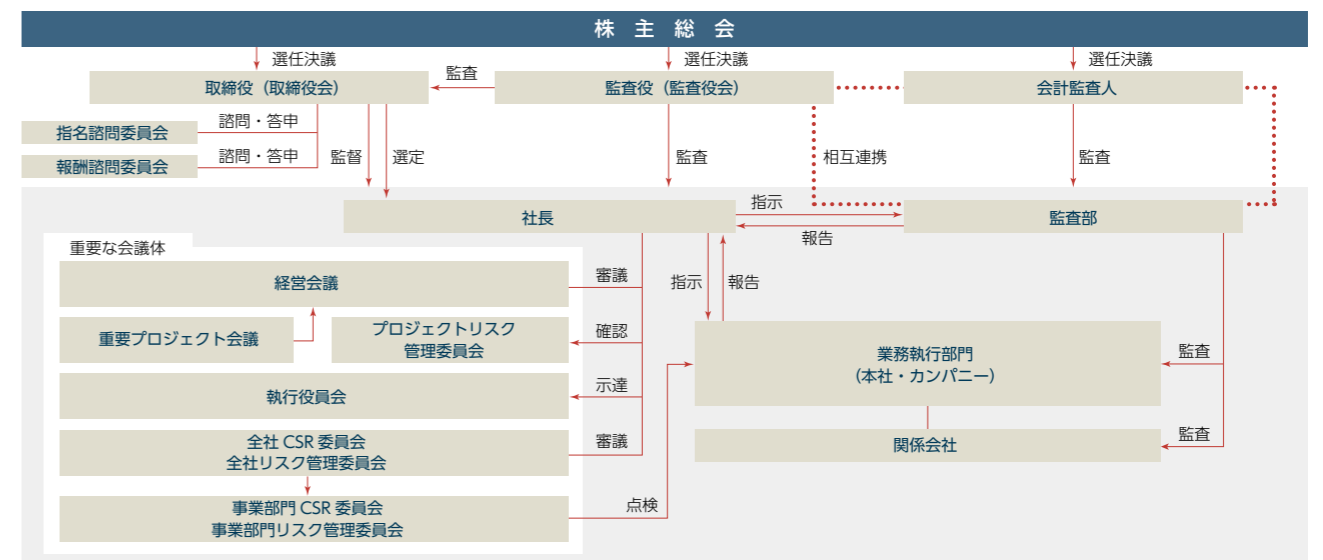 株主総会
選任決議
選任決議
選任決議
取締役（取締役会）
監査
監査役（監査役会）
会計監査人
指名諮問委員会
諮問・答申
報酬諮問委員会
諮問・答申
監督
選定
監査
相互連携
監査
社長
指示
報告
監査部
重要な会議体
経営会議
審議
指示
報告
重要プロジェクト会議
プロジェクトリスク
管理委員会
確認
業務執行部門
（本社・カンパニー）
監査
執行役員会
示達
全社 CSR 委員会
全社リスク管理委員会
審議
関係会社
監査
事業部門 CSR 委員会
事業部門リスク管理委員会
点検